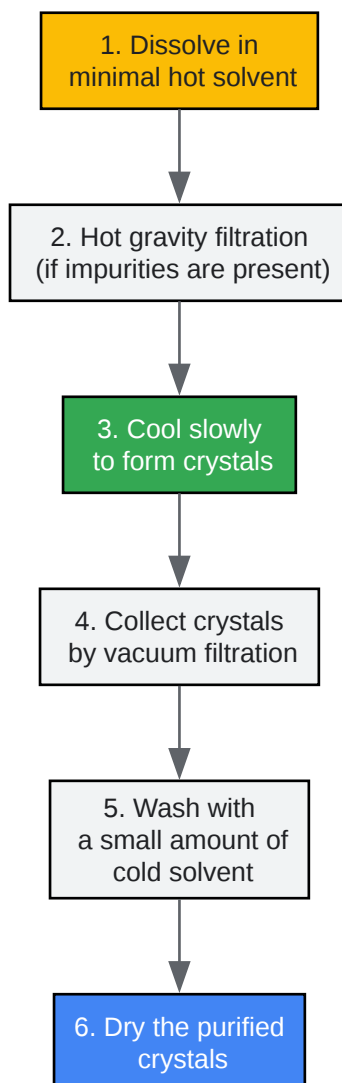 1. Dissolve in
minimal hot solvent
2. Hot gravity filtration
(if impurities are present)
3. Cool slowly
to form crystals
4. Collect crystals
by vacuum filtration
5. Wash with
a small amount of
cold solvent
6. Dry the purified
crystals